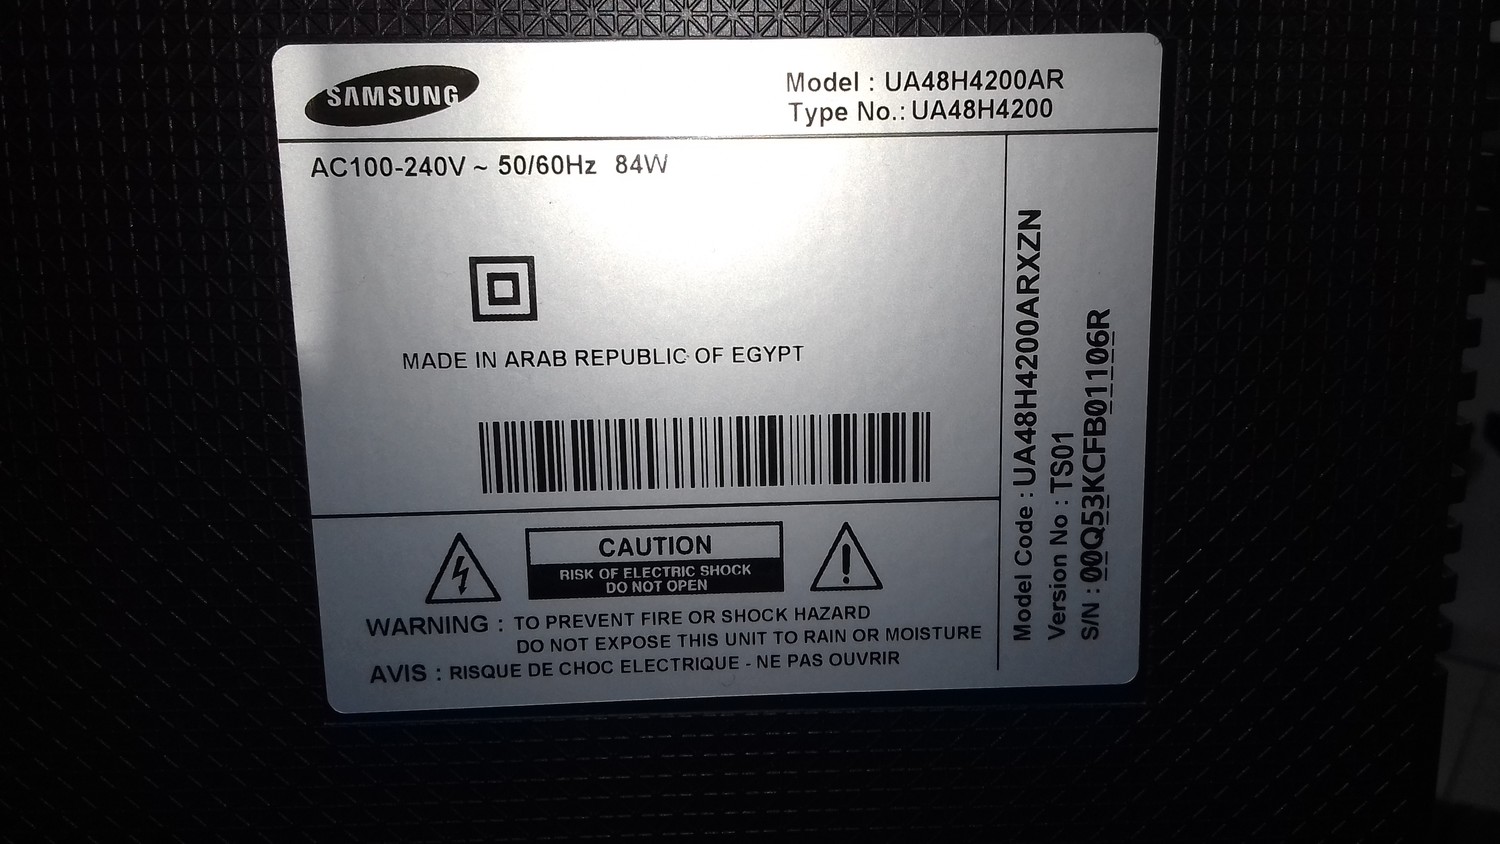 SAMSUNG
Model : UA48H4200AR
Type No.: UA48H4200
AC100-240V ~ 50/60Hz 84W
MADE IN ARAB REPUBLIC OF EGYPT
CAUTION
RISK OF ELECTRIC SHOCK
DO NOT OPEN
WARNING : TO PREVENT FIRE OR SHOCK HAZARD
DO NOT EXPOSE THIS UNIT TO RAIN OR MOISTURE
AVIS : RISQUE DE CHOC ELECTRIQUE - NE PAS OUVRIR
Model Code : UA48H4200ARXZN
Version No : TS01
S/N : 00Q53KCFB01106R